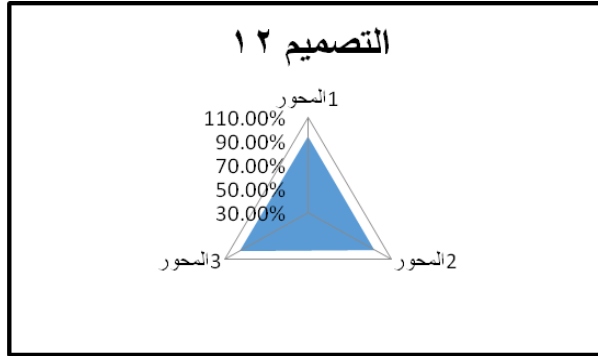 التصميم ١٢
المحور1
110.00%
90.00%
70.00%
50.00%
30.00%
المحور3
المحور2